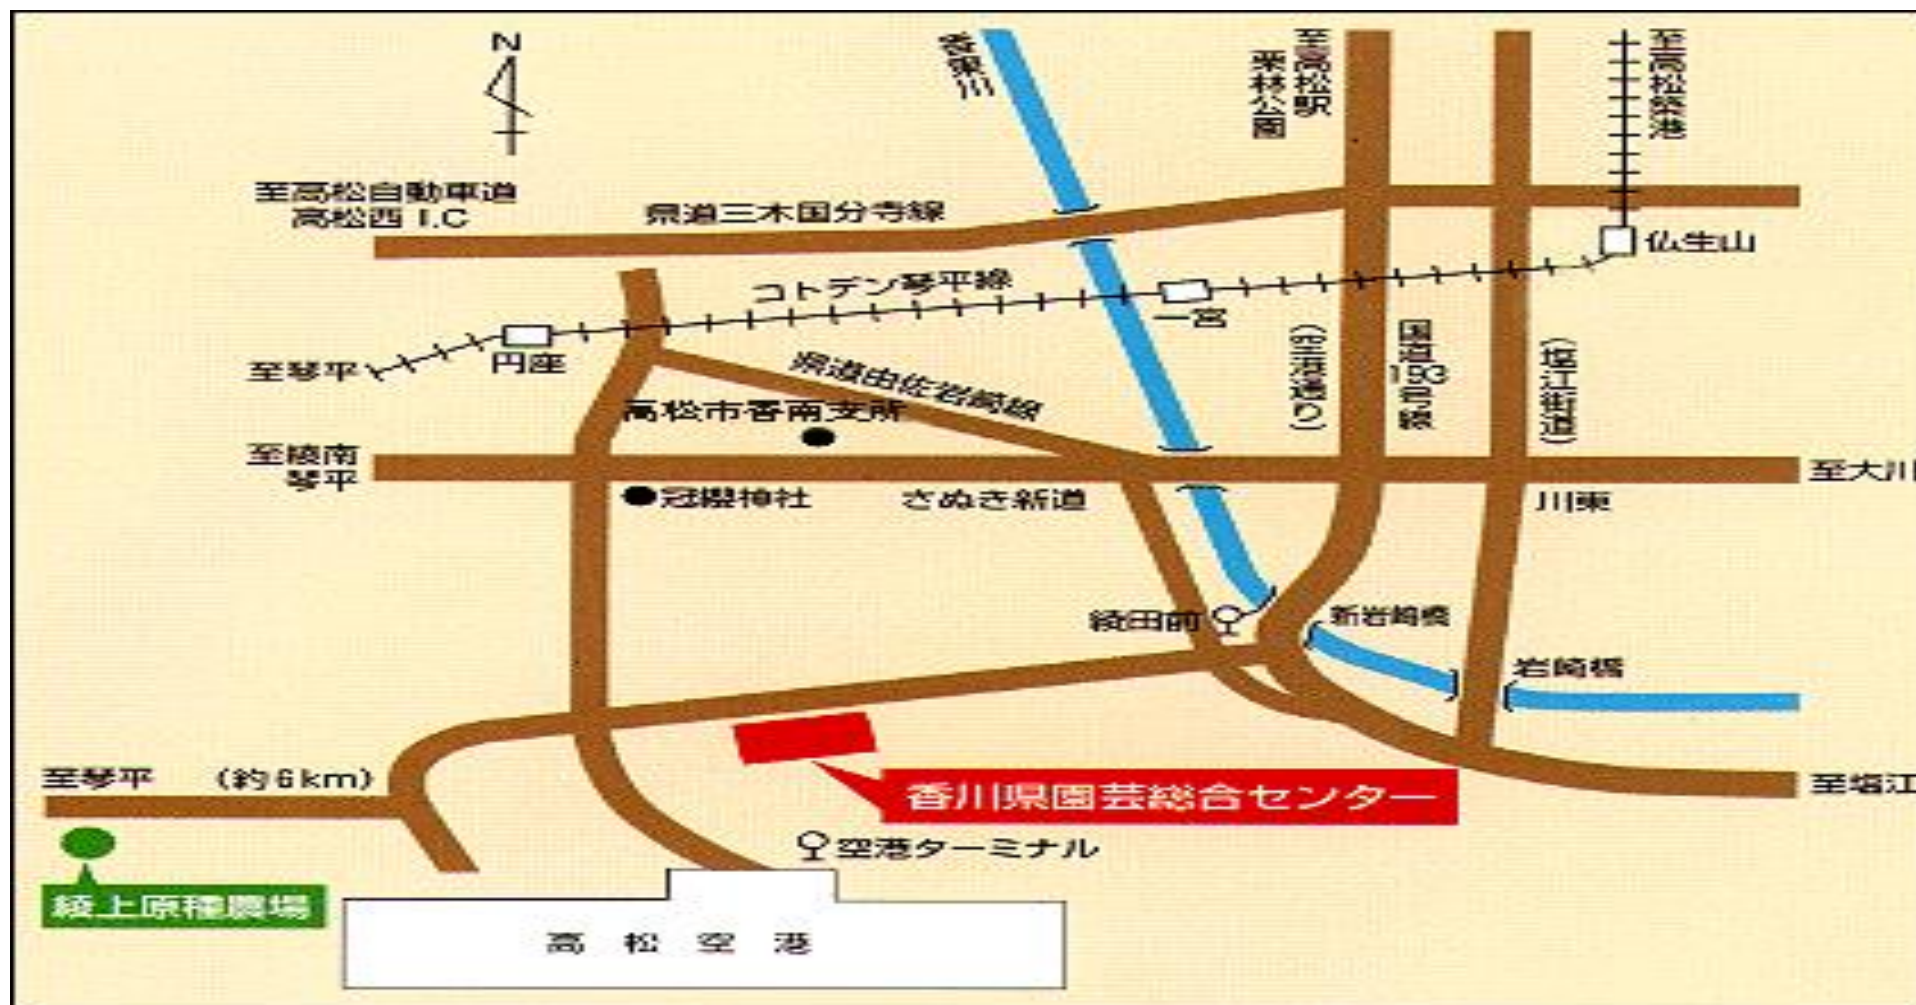 N
香東川
至高松駅
栗林公園
至高松築港
至高松自動車道
高松西I.C
県道三木国分寺線
仏生山
コトデン琴平線
一宮
円座
至琴平
(空港通り)
国道193号線
(塩江街道)
県道由佐岩崎線
高松市香南支所
至綾南
琴平
至大川
冠纓神社
さぬき新道
川東
綾田前
新岩崎橋
岩崎橋
至琴平 (約6km)
香川県園芸総合センター
至塩江
空港ターミナル
綾上原種農場
高松空港